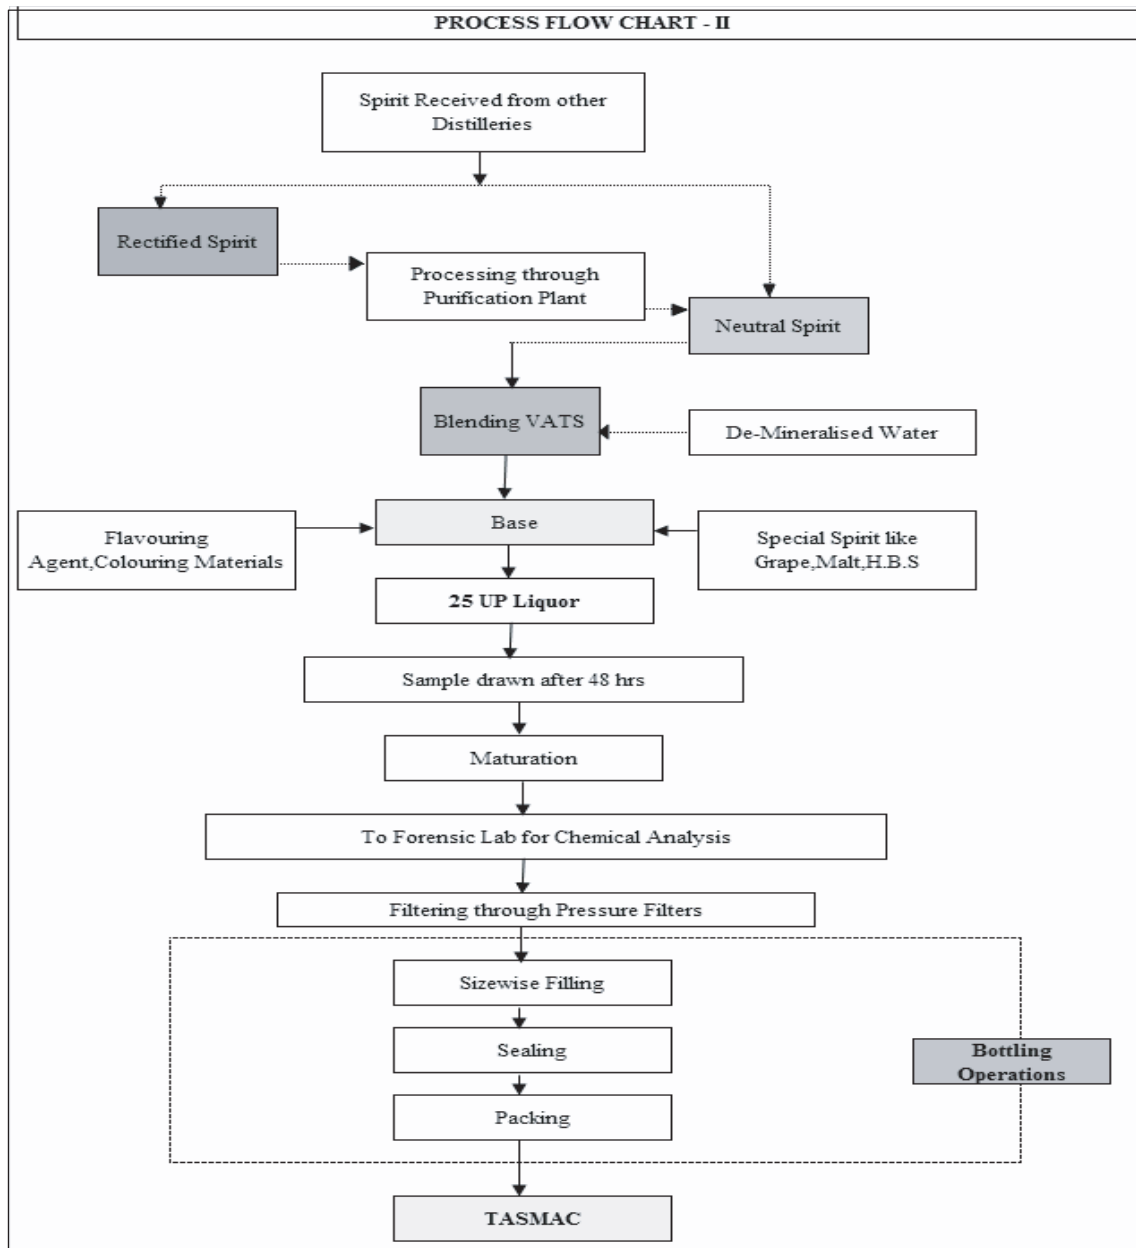 PROCESS FLOW CHART - II
Spirit Received from other
Distilleries
Rectified Spirit
Processing through
Purification Plant
Neutral Spirit
Blending VATS
De-Mineralised Water
Base
Flavouring
Agent,Colouring Materials
Special Spirit like
Grape,Malt,H.B.S
25 UP Liquor
Sample drawn after 48 hrs
Maturation
To Forensic Lab for Chemical Analysis
Filtering through Pressure Filters
Sizewise Filling
Sealing
Bottling
Operations
Packing
TASMAC